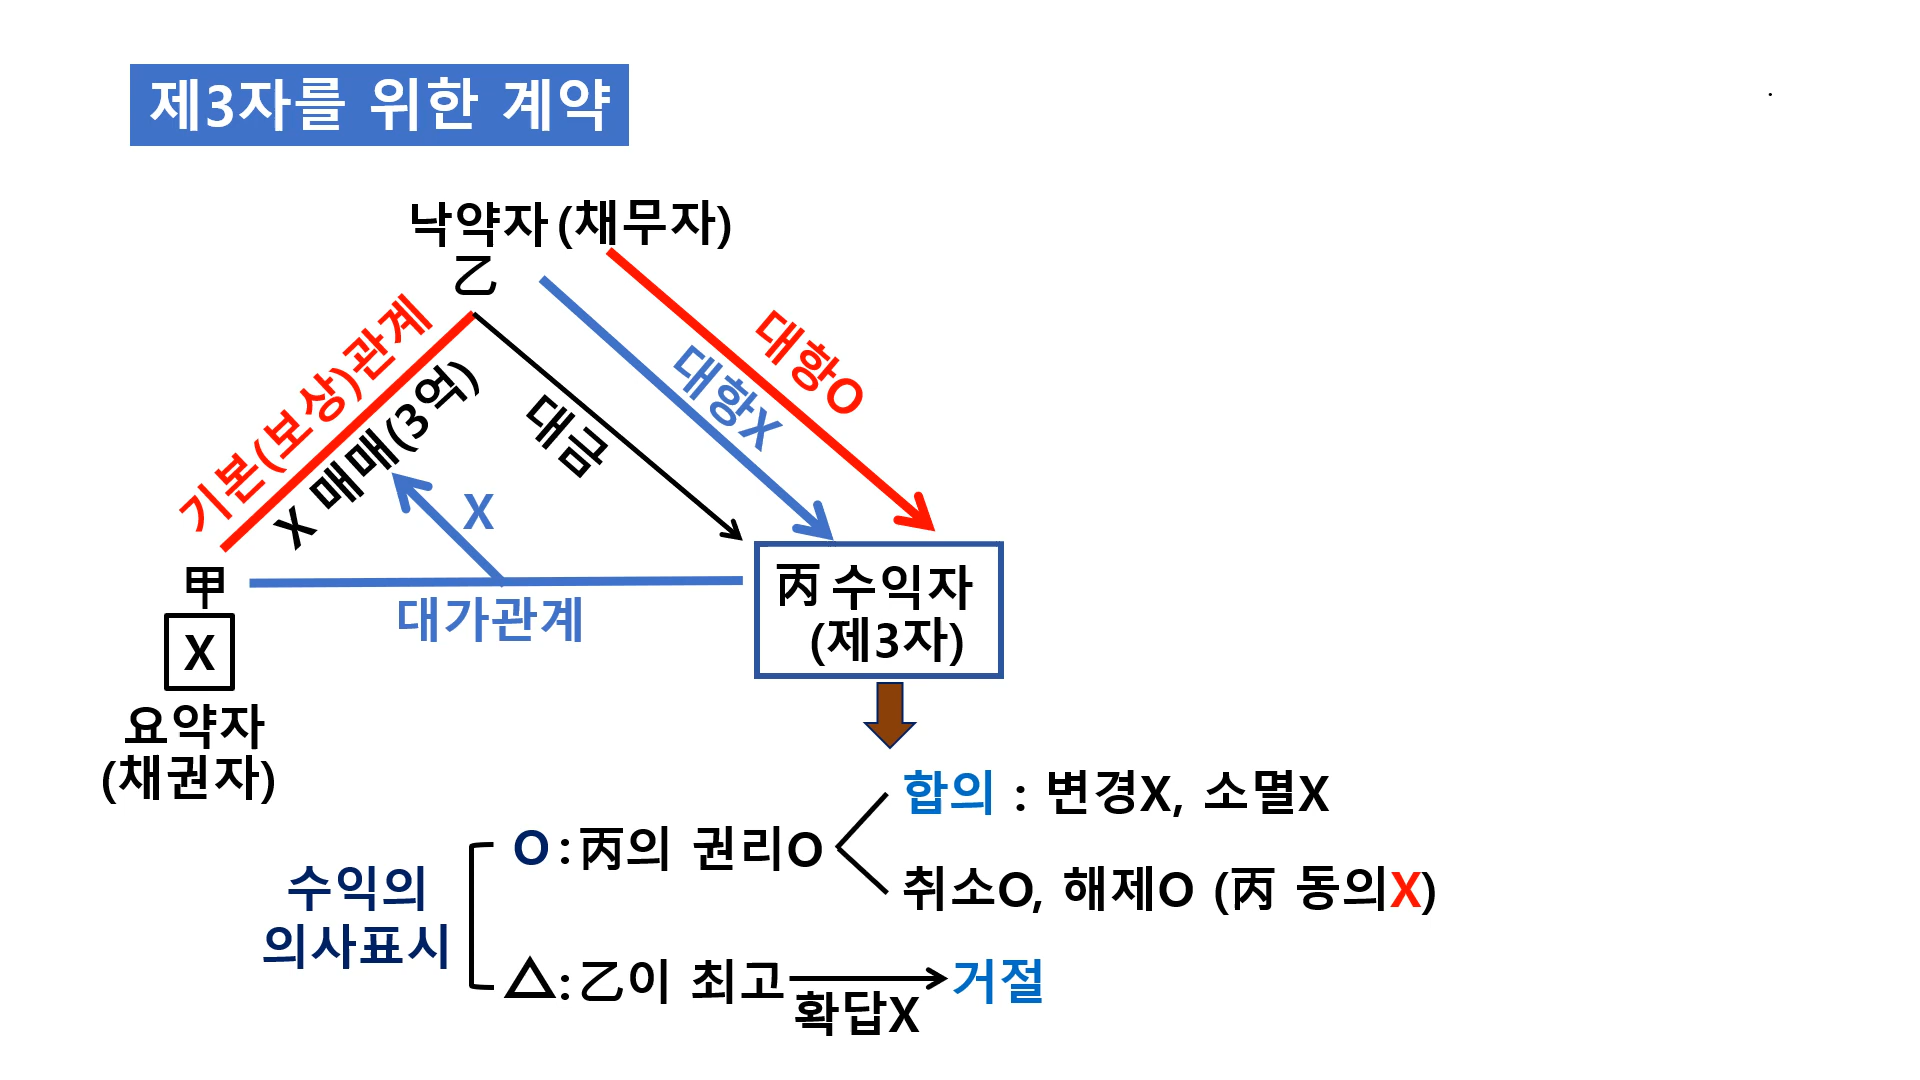 제3자를 위한 계약
낙약자 (채무자)
乙
기본(보상)관계
X 매매(3억)
대금
대항X
대항O
X
甲
X
요약자
(채권자)
대가관계
丙 수익자
(제3자)
수익의
의사표시
O : 丙의 권리O
합의 : 변경X, 소멸X
취소O, 해제O (丙 동의X)
△ : 乙이 최고
확답X
거절